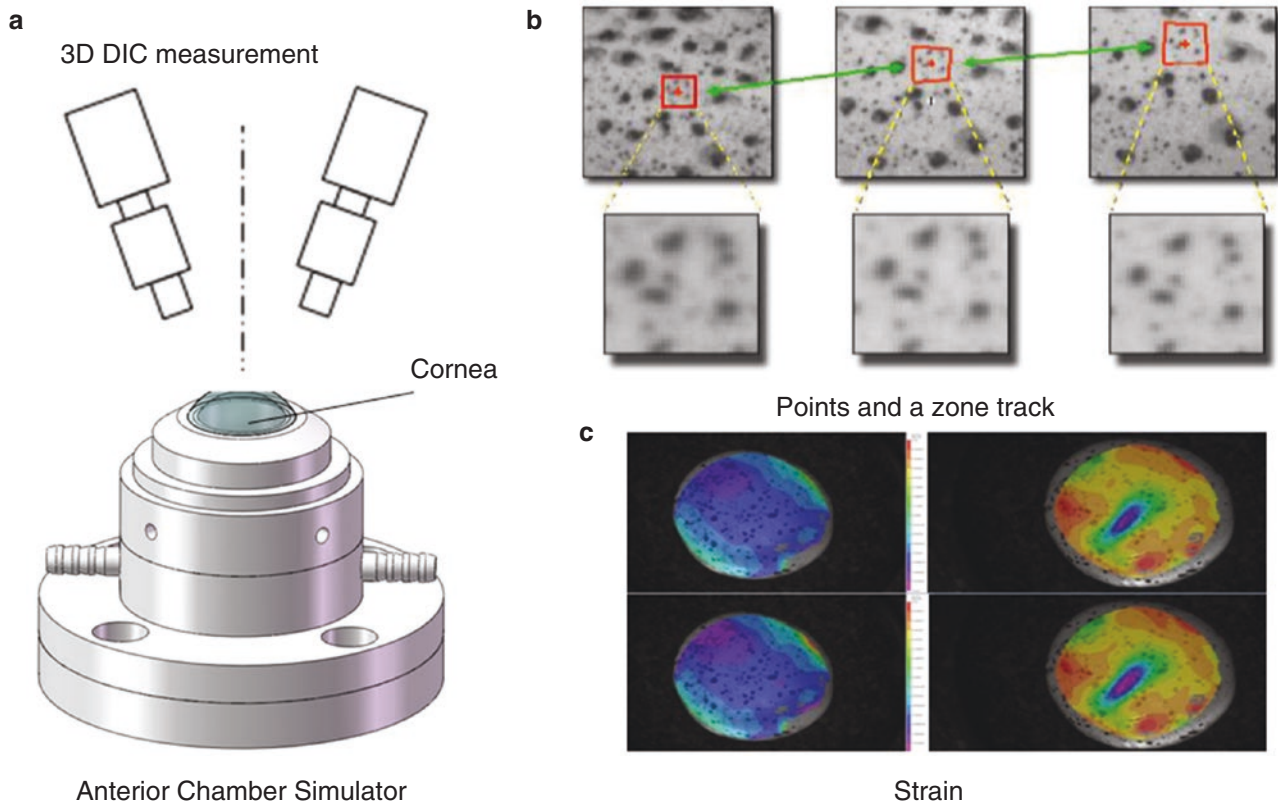 a
3D DIC measurement
Cornea
Anterior Chamber Simulator
b
Points and a zone track
c
Strain